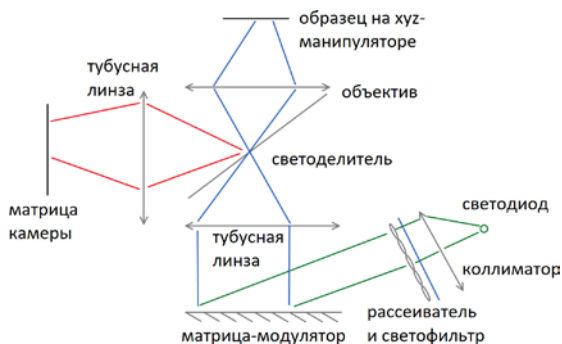 образец на xyz-
манипуляторе
тубусная
линза
объектив
светоделитель
матрица
камеры
светодиод
тубусная
линза
коллиматор
матрица-модулятор
рассеиватель
и светофильтр